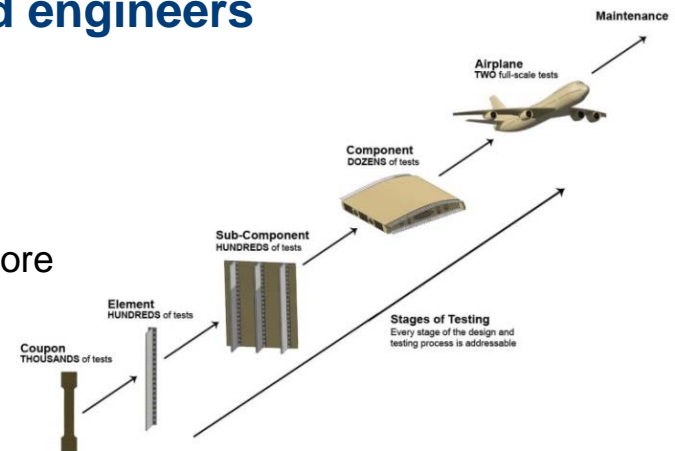 d engineers
Maintenance
Airplane
TWO full-scale tests
Component
DOZENS of tests
Sub-Component
HUNDREDS of tests
ore
Element
HUNDREDS of tests
Stages of Testing
Every stage of the design and
testing process is addressable
Coupon
THOUSANDS of tests